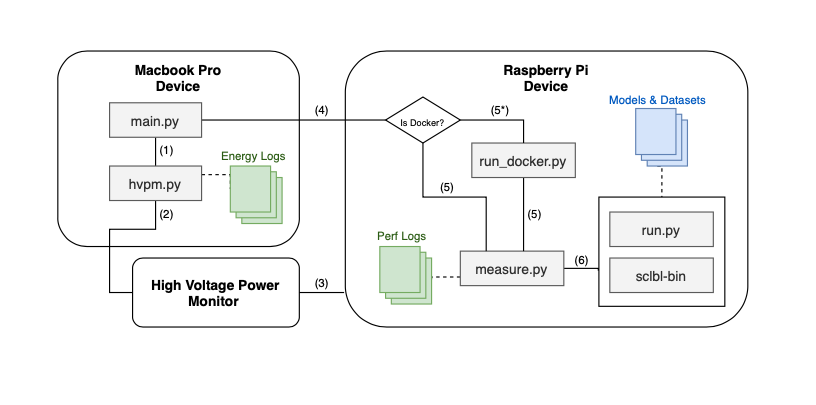 Macbook Pro
Device
main.py
(1)
hvpm.py
Energy Logs
(2)
High Voltage Power
Monitor
(3)
(4)
Raspberry Pi
Device
Is Docker?
(5*)
run_docker.py
(5)
(5)
Models & Datasets
Perf Logs
measure.py
(6)
run.py
sclbl-bin